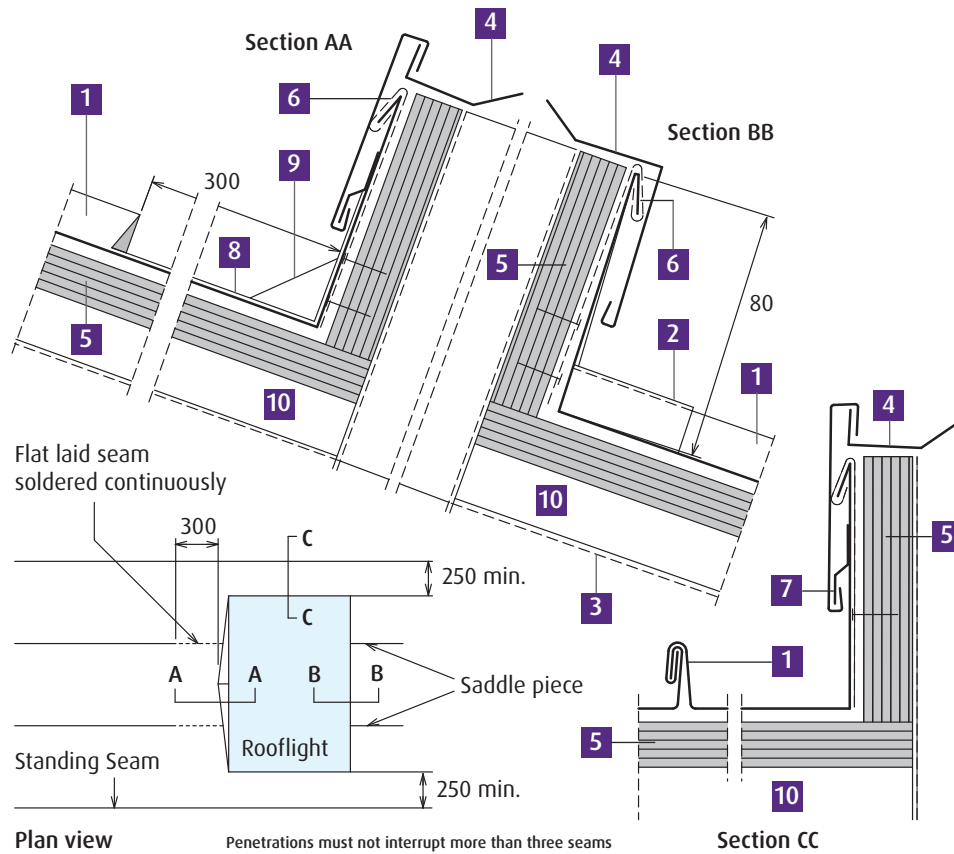 Section AA
4
4
1
6
Section BB
9
300
8
5
6
5
80
2
1
10
4
Flat laid seam
soldered continuously
10
300
C
5
250 min.
3
7
C
1
A
A
B
B
Saddle piece
5
Rooflight
Standing Seam
250 min.
10
Plan view
Penetrations must not interrupt more than three seams
Section CC